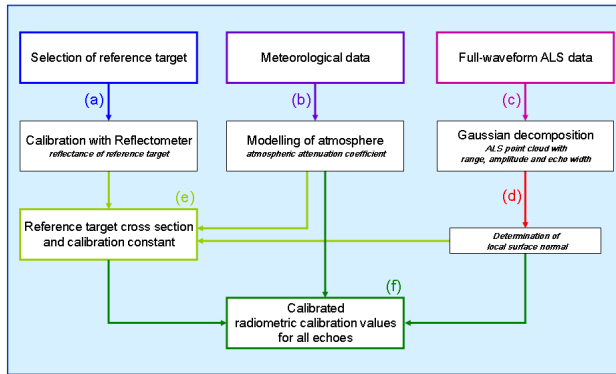 Selection of reference target
Meteorological data
Full-waveform ALS data
(a)
(b)
(c)
Calibration with Reflectometer
reflectance of reference target
Modelling of atmosphere
atmospheric attenuation coefficient
Gaussian decomposition
ALS point cloud with
range, amplitude and echo width
(e)
(d)
Reference target cross section
and calibration constant
Determination of
local surface normal
(f)
Calibrated
radiometric calibration values
for all echoes